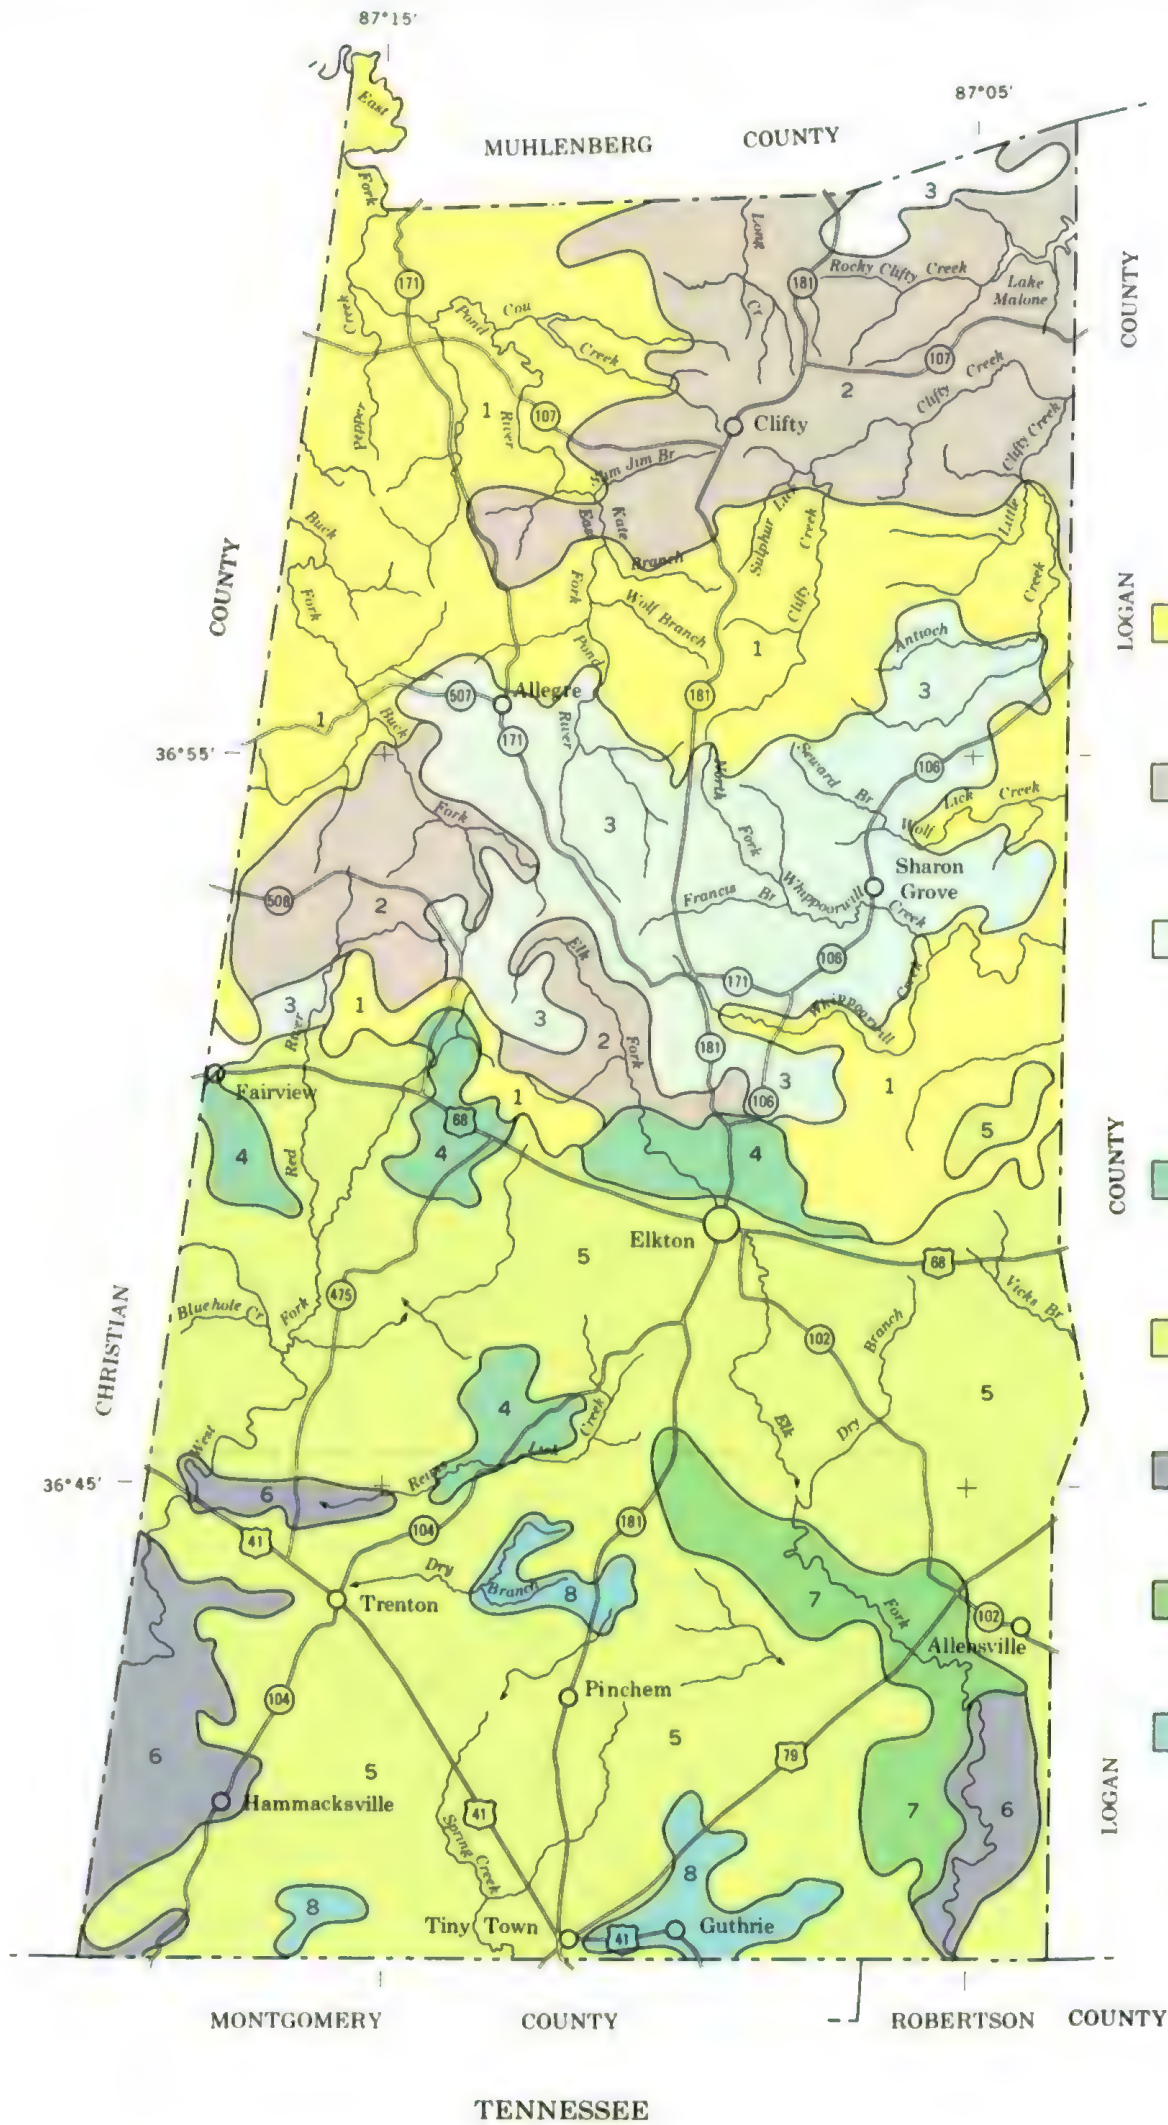 87°15'
87°05'
East
MUHLENBERG COUNTY
3
Fork
Long
171
181
Rocky Clifty Creek
Lake
Malone
COUNTY
Creek
Pond
Cou
Cr
Creek
107
Creek
2
1
107
Clifty
River
Clifty
Pepper
Clifty Creek
Jim Br
Lick
Buck
East
Kate
Sulphur
Creek
Little
COUNTY
Branch
Fork
Fork
Wolf Branch
Clifty
Creek
LOGAN
1
Antioch
Pond
3
507
Allegre
181
1
Buck
River
171
36°55'
North
Seward Br
106
Lick Creek
Fork
3
Fork
Wolf
Sharon
Grove
508
2
Francis Br
Whippoorwill
Creek
Elk
106
171
Creek
3
1
3
Whippoorwill
River
2
Fork
181
3
1
Fairview
1
106
68
5
4
4
4
COUNTY
Red
Elkton
5
68
475
Bluehole Cr
Fork
Vicks Br
CHRISTIAN
102
Branch
5
4
Creek
Elk
Dry
West
Lick
36°45'
6
41
104
181
Dry
Branch
8
Trenton
7
Fork
102
Allensville
Pinchem
104
5
6
79
5
Hammacksville
41
7
6
LOGAN
Spring
Creek
8
8
Tiny Town
41
Guthrie
MONTGOMERY COUNTY
ROBERTSON COUNTY
TENNESSEE